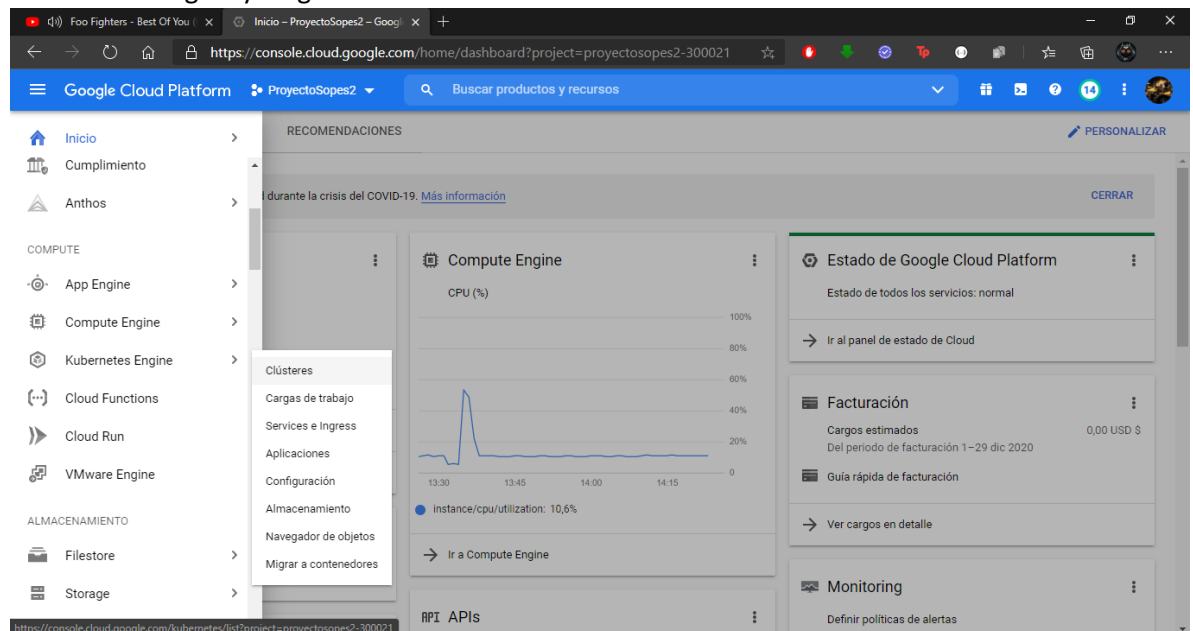 Foo Fighters - Best Of You
Inicio – ProyectoSopes2 – Googl
https://console.cloud.google.com/home/dashboard?project=proyectosopes2-300021
Google Cloud Platform
ProyectoSopes2
Buscar productos y recursos
14
Inicio
RECOMENDACIONES
PERSONALIZAR
Cumplimiento
Anthos
durante la crisis del COVID-19. Más información
CERRAR
COMPUTE
App Engine
Compute Engine
Kubernetes Engine
Cloud Functions
Cloud Run
VMware Engine
ALMACENAMIENTO
Filestore
Storage
Clústeres
Cargas de trabajo
Services e Ingress
Aplicaciones
Configuración
Almacenamiento
Navegador de objetos
Migrar a contenedores
Compute Engine
CPU (%)
100%
80%
60%
40%
20%
0
13:30 13:45 14:00 14:15
instance/cpu/utilization: 10,6%
Ir a Compute Engine
API APIs
Estado de Google Cloud Platform
Estado de todos los servicios: normal
Ir al panel de estado de Cloud
Facturación
Cargos estimados 0,00 USD $
Del periodo de facturación 1–29 dic 2020
Guía rápida de facturación
Ver cargos en detalle
Monitoring
Definir políticas de alertas
https://console.cloud.google.com/kubernetes/list?project=proyectosopes2-300021